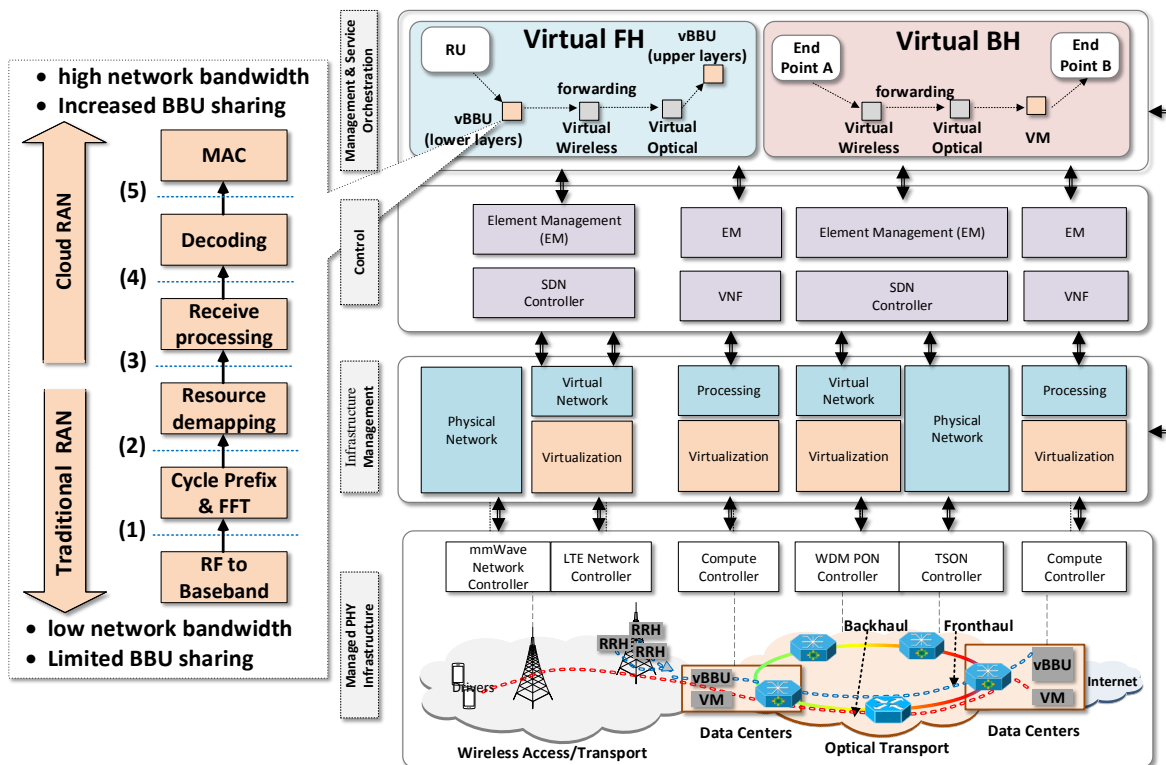 • high network bandwidth
• Increased BBU sharing
Cloud RAN
Traditional RAN
MAC
(5)
Decoding
(4)
Receive
processing
(3)
Resource
demapping
(2)
Cycle Prefix
& FFT
(1)
RF to
Baseband
• low network bandwidth
• Limited BBU sharing
Management & Service
Orchestration
Virtual FH
RU
vBBU
(upper layers)
forwarding
vBBU
(lower layers)
Virtual
Wireless
Virtual
Optical
Virtual BH
End
Point A
End
Point B
forwarding
Virtual
Wireless
Virtual
Optical
VM
Control
Element Management
(EM)
EM
Element Management (EM)
EM
SDN
Controller
VNF
SDN
Controller
VNF
Infrastructure
Management
Physical
Network
Virtual
Network
Virtualization
Processing
Virtualization
Virtual
Network
Virtualization
Physical
Network
Processing
Virtualization
Managed PHY
Infrastructure
mmWave
Network
Controller
LTE Network
Controller
Compute
Controller
WDM PON
Controller
TSON
Controller
Compute
Controller
RRH
RRH
RRH
Backhaul
Fronthaul
Drivers
vBBU
VM
vBBU
VM
Internet
Wireless Access/Transport
Data Centers
Optical Transport
Data Centers